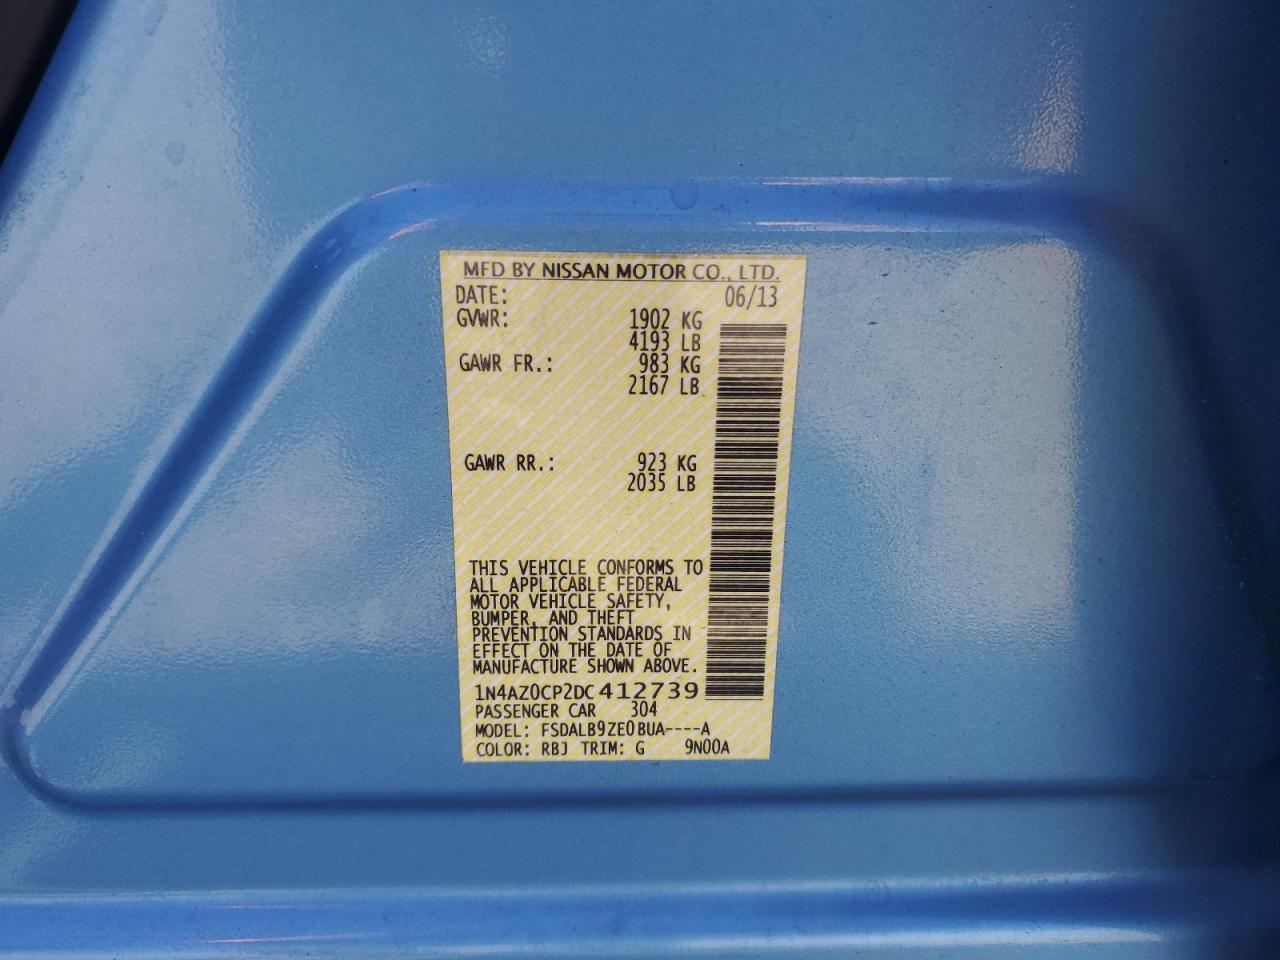 MFD BY NISSAN MOTOR CO., LTD.
DATE: 06/13
GVWR: 1902 KG
4193 LB
GAWR FR.: 983 KG
2167 LB
GAWR RR.: 923 KG
2035 LB
THIS VEHICLE CONFORMS TO
ALL APPLICABLE FEDERAL
MOTOR VEHICLE SAFETY,
BUMPER, AND THEFT
PREVENTION STANDARDS IN
EFFECT ON THE DATE OF
MANUFACTURE SHOWN ABOVE.
1N4AZ0CP2DC412739
PASSENGER CAR 304
MODEL: FSDALB9ZE0BUA----A
COLOR: RBJ TRIM: G 9N00A